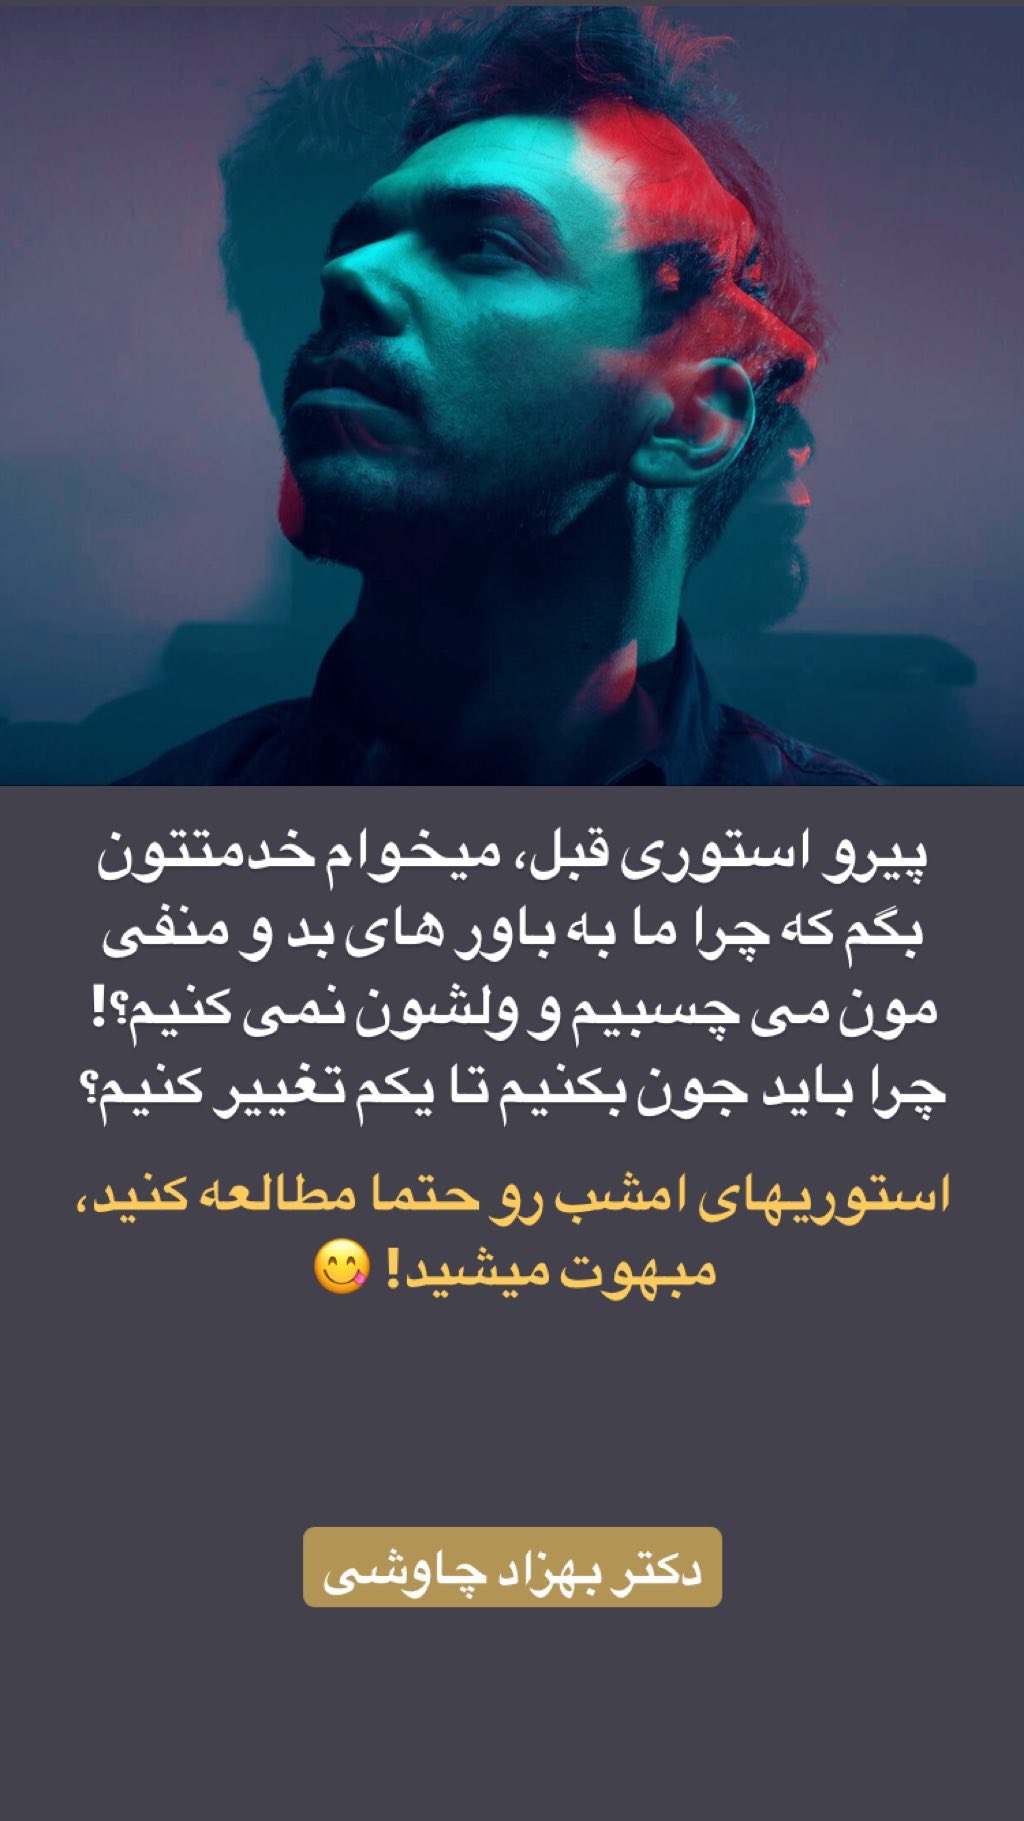 پیرو استوری قبل، میخوام خدمتتون
بگم که چرا ما به باور های بد و منفی
مون می چسبیم و ولشون نمی کنیم؟!
چرا باید جون بکنیم تا یکم تغییر کنیم؟
استوریهای امشب رو حتما مطالعه کنید،
مبهوت میشید! 😋
دکتر بهزاد چاوشی